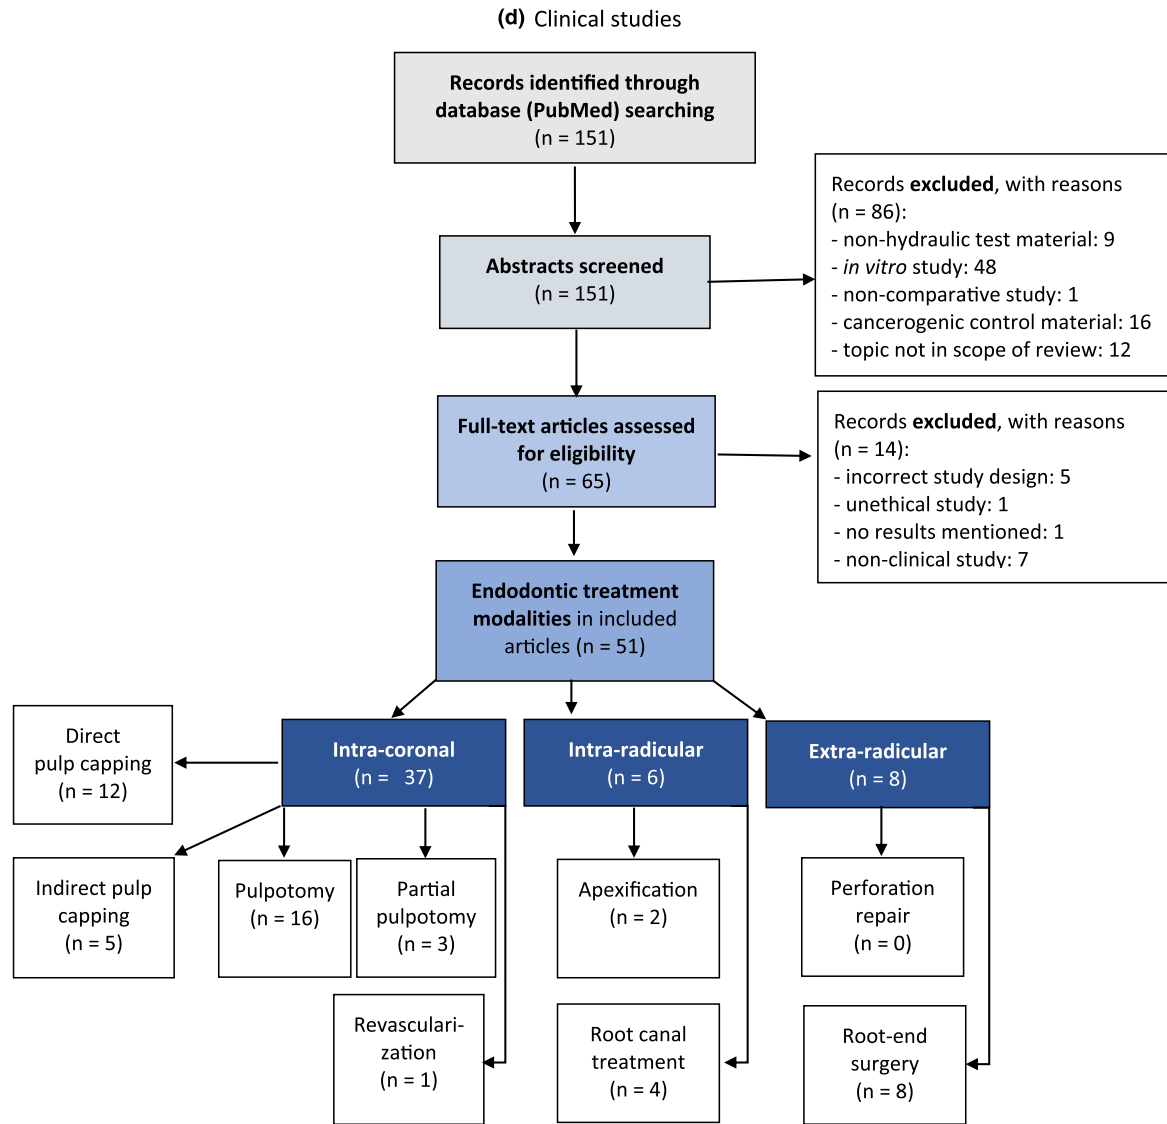 (d) Clinical studies
Records identified through
database (PubMed) searching
(n = 151)
Records excluded, with reasons
(n = 86):
- non-hydraulic test material: 9
- in vitro study: 48
- non-comparative study: 1
- cancerogenic control material: 16
- topic not in scope of review: 12
Abstracts screened
(n = 151)
Full-text articles assessed
for eligibility
(n = 65)
Records excluded, with reasons
(n = 14):
- incorrect study design: 5
- unethical study: 1
- no results mentioned: 1
- non-clinical study: 7
Endodontic treatment
modalities in included
articles (n = 51)
Direct
pulp capping
(n = 12)
Intra-coronal
(n = 37)
Intra-radicular
(n = 6)
Extra-radicular
(n = 8)
Indirect pulp
capping
(n = 5)
Pulpotomy
(n = 16)
Partial
pulpotomy
(n = 3)
Apexification
(n = 2)
Perforation
repair
(n = 0)
Revasculari-
zation
(n = 1)
Root canal
treatment
(n = 4)
Root-end
surgery
(n = 8)